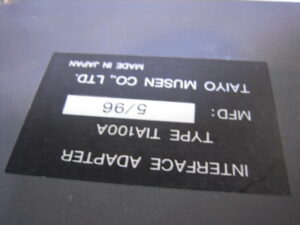 INTERFACE ADAPTER
TYPE TIA100A
MFD: 5/96
TAIYO MUSEN CO., LTD.
MADE IN JAPAN